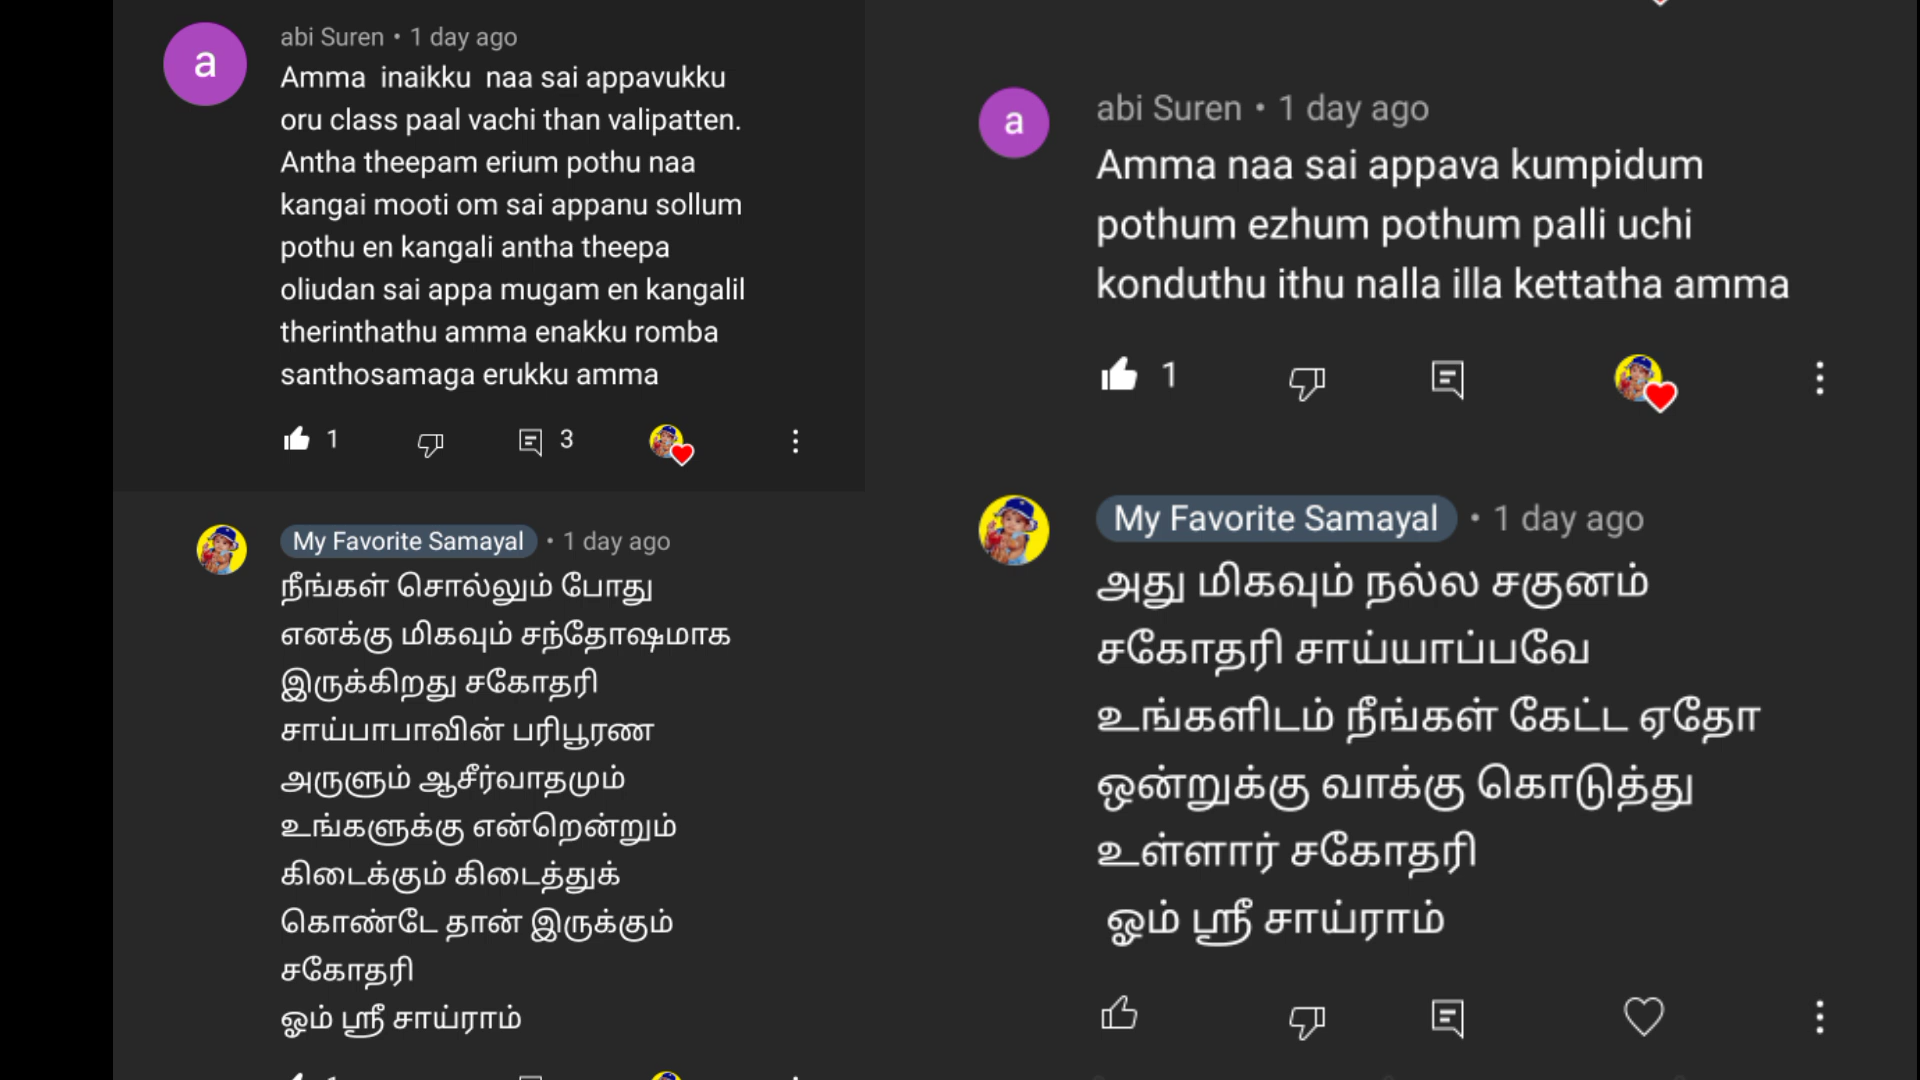 abi Suren • 1 day ago
Amma inaikku naa sai appavukku
oru class paal vachi than valipatten.
Antha theepam erium pothu naa
kangai mooti om sai appanu sollum
pothu en kangali antha theepa
oliudan sai appa mugam en kangalil
therinthathu amma enakku romba
santhosamaga erukku amma
1
3
My Favorite Samayal • 1 day ago
நீங்கள் சொல்லும் போது
எனக்கு மிகவும் சந்தோஷமாக
இருக்கிறது சகோதரி
சாய்பாபாவின் பரிபூரண
அருளும் ஆசீர்வாதமும்
உங்களுக்கு என்றென்றும்
கிடைக்கும் கிடைத்துக்
கொண்டே தான் இருக்கும்
சகோதரி
ஓம் ஸ்ரீ சாய்ராம்
abi Suren • 1 day ago
Amma naa sai appava kumpidum
pothum ezhum pothum palli uchi
konduthu ithu nalla illa kettatha amma
1
My Favorite Samayal • 1 day ago
அது மிகவும் நல்ல சகுனம்
சகோதரி சாய்யாப்பவே
உங்களிடம் நீங்கள் கேட்ட ஏதோ
ஒன்றுக்கு வாக்கு கொடுத்து
உள்ளார் சகோதரி
ஓம் ஸ்ரீ சாய்ராம்